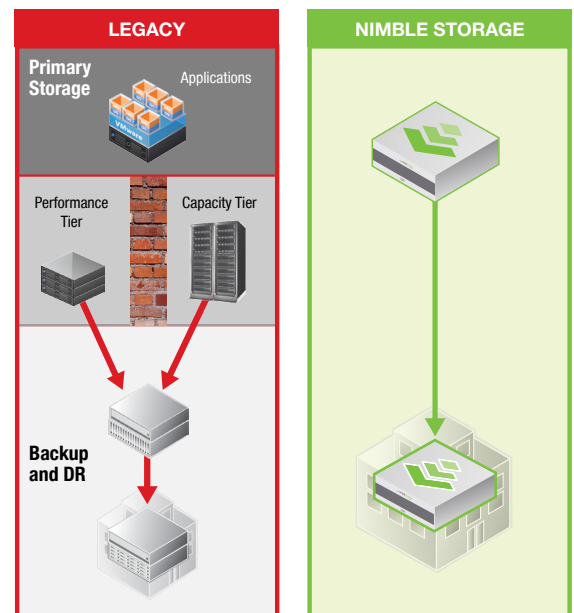 LEGACY
Primary
Storage
Applications
VMware
Performance
Tier
Capacity Tier
Backup
and DR
NIMBLE STORAGE